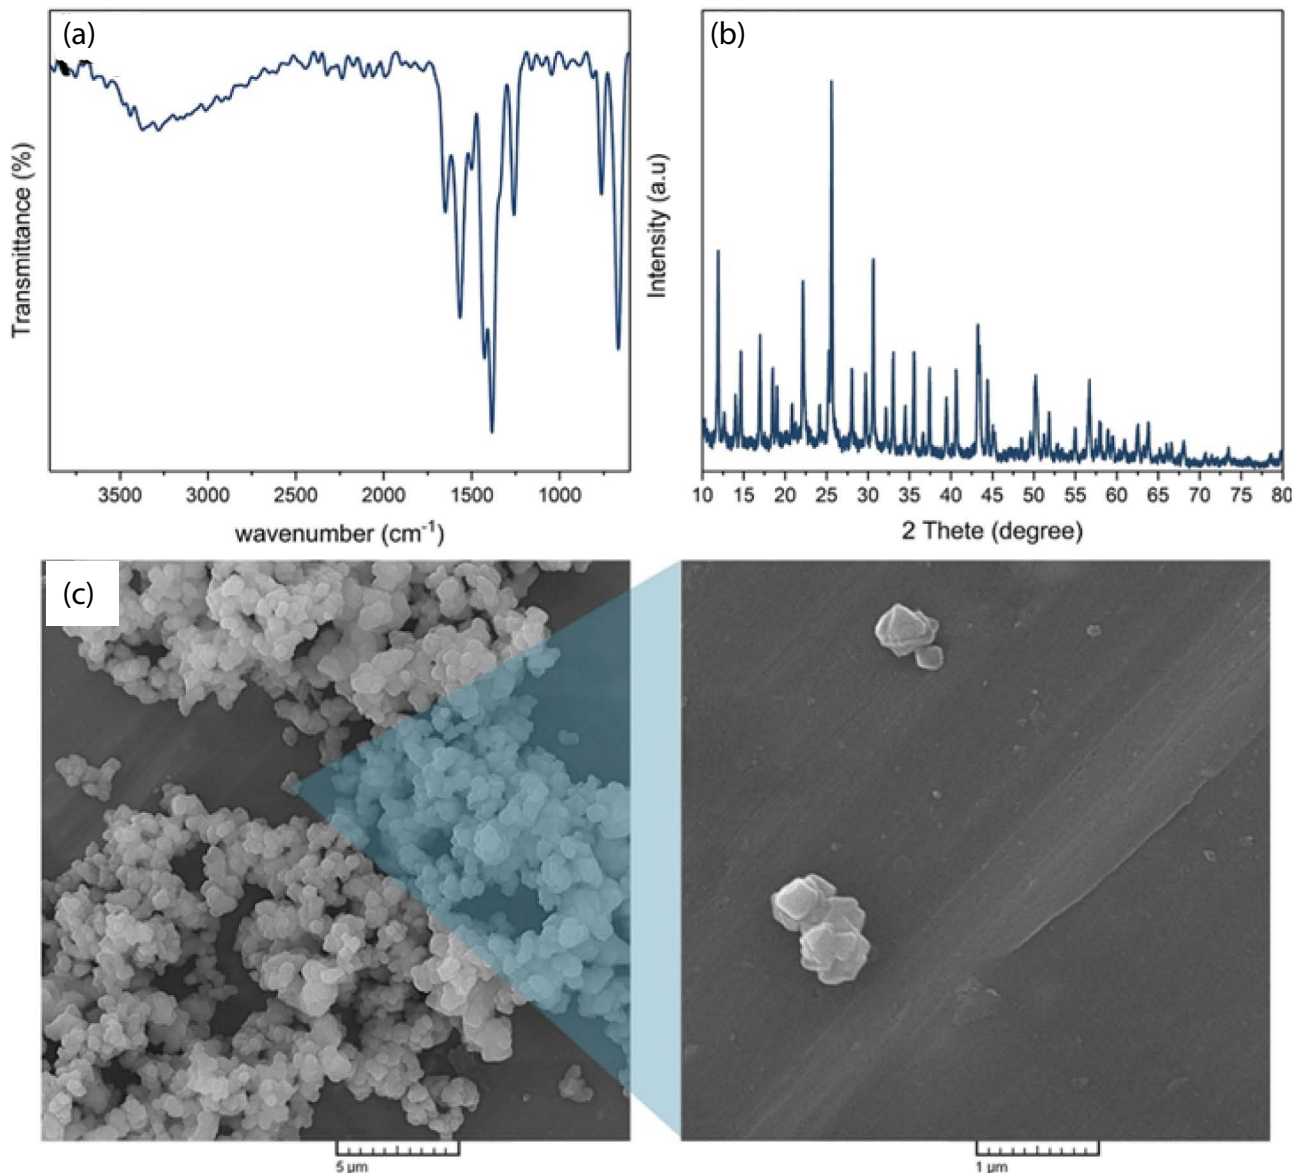 (a)
Transmittance (%)
3500 3000 2500 2000 1500 1000
wavenumber (cm⁻¹)
(b)
Intensity (a.u)
10 15 20 25 30 35 40 45 50 55 60 65 70 75 80
2 Thete (degree)
(c)
5 μm
1 μm